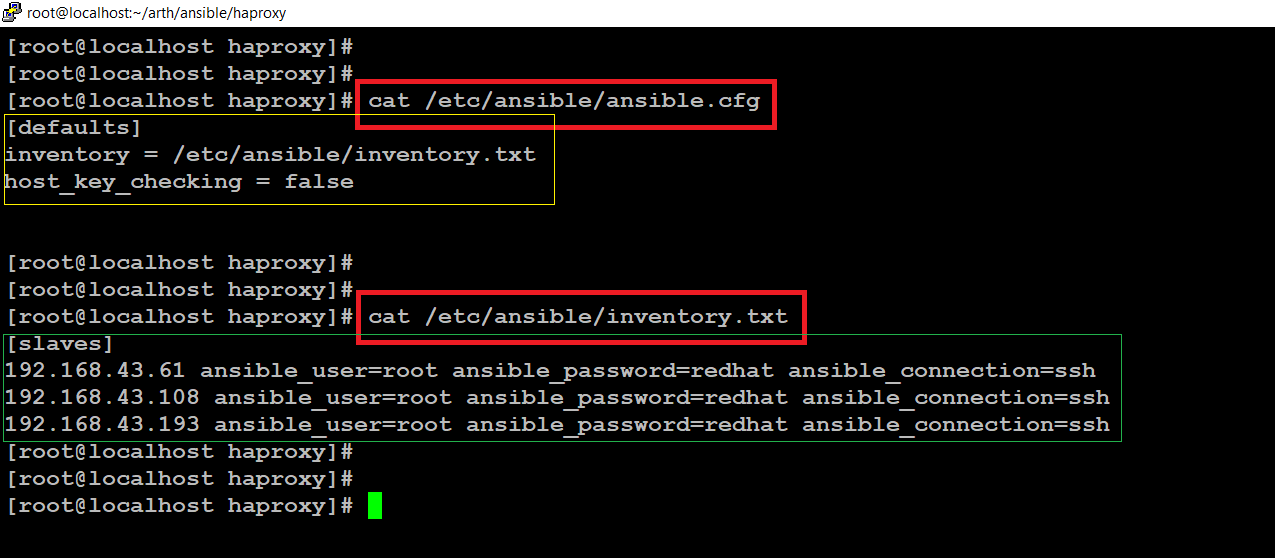 root@localhost:~/arth/ansible/haproxy
[root@localhost haproxy]#
[root@localhost haproxy]#
[root@localhost haproxy]# cat /etc/ansible/ansible.cfg
[defaults]
inventory = /etc/ansible/inventory.txt
host_key_checking = false
[root@localhost haproxy]#
[root@localhost haproxy]#
[root@localhost haproxy]# cat /etc/ansible/inventory.txt
[slaves]
192.168.43.61 ansible_user=root ansible_password=redhat ansible_connection=ssh
192.168.43.108 ansible_user=root ansible_password=redhat ansible_connection=ssh
192.168.43.193 ansible_user=root ansible_password=redhat ansible_connection=ssh
[root@localhost haproxy]#
[root@localhost haproxy]#
[root@localhost haproxy]#